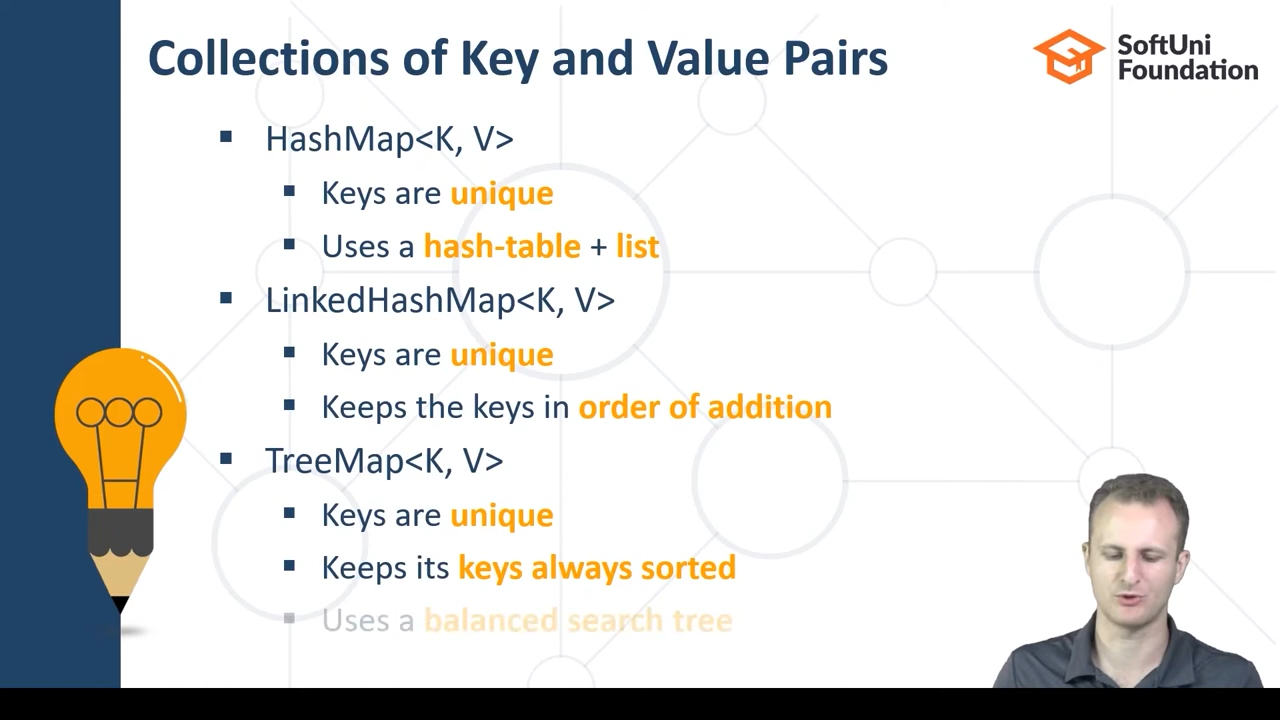 Collections of Key and Value Pairs
SoftUni
Foundation
▪ HashMap<K, V>
▪ Keys are unique
▪ Uses a hash-table + list
▪ LinkedHashMap<K, V>
▪ Keys are unique
▪ Keeps the keys in order of addition
▪ TreeMap<K, V>
▪ Keys are unique
▪ Keeps its keys always sorted
▪ Uses a balanced search tree